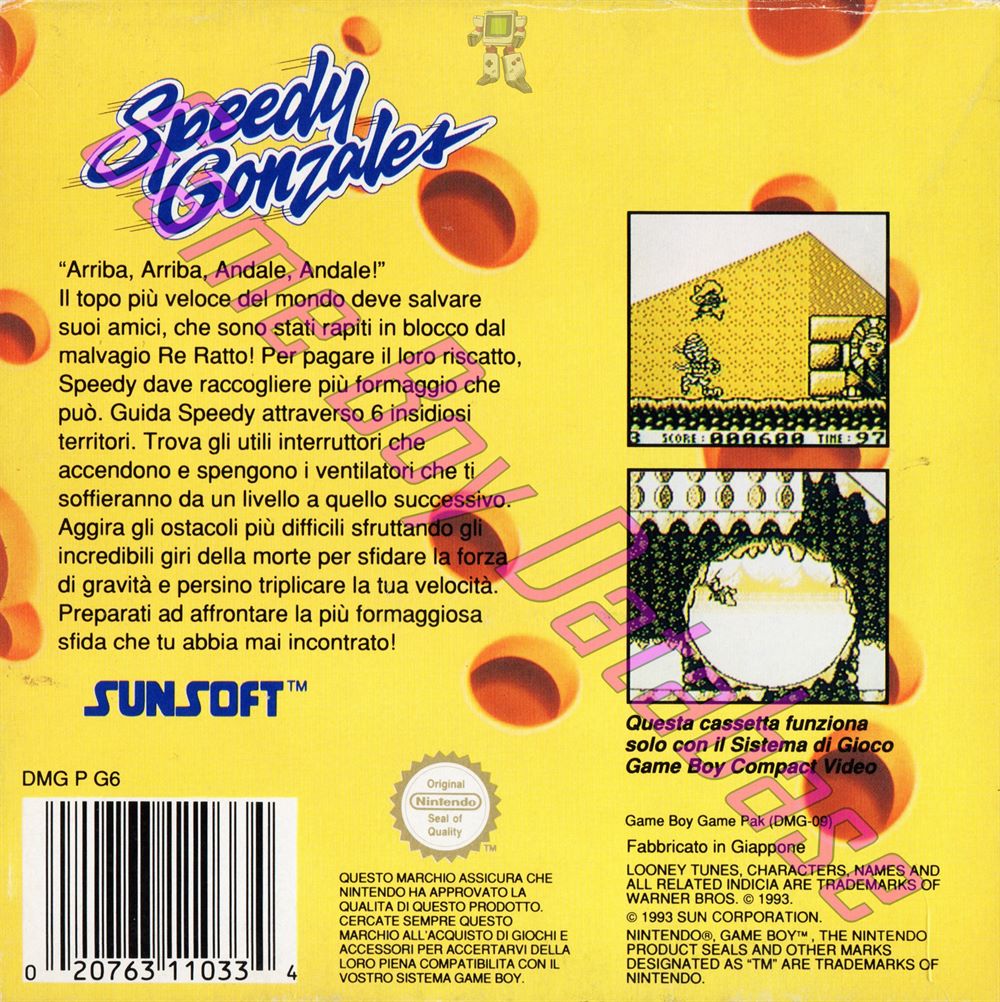 Speedy
Gonzales
“Arriba, Arriba, Andale, Andale!”
Il topo più veloce del mondo deve salvare
suoi amici, che sono stati rapiti in blocco dal
malvagio Re Ratto! Per pagare il loro riscatto,
Speedy dave raccogliere più formaggio che
può. Guida Speedy attraverso 6 insidiosi
territori. Trova gli utili interruttori che
accendono e spengono i ventilatori che ti
soffieranno da un livello a quello successivo.
Aggira gli ostacoli più difficili sfruttando gli
incredibili giri della morte per sfidare la forza
di gravità e persino triplicare la tua velocità.
Preparati ad affrontare la più formaggiosa
sfida che tu abbia mai incontrato!
SUNSOFT™
DMG P G6
0 20763 11033 4
Original
Nintendo
Seal of
Quality
TM
QUESTO MARCHIO ASSICURA CHE
NINTENDO HA APPROVATO LA
QUALITA DI QUESTO PRODOTTO.
CERCATE SEMPRE QUESTO
MARCHIO ALL'ACQUISTO DI GIOCHI E
ACCESSORI PER ACCERTARVI DELLA
LORO PIENA COMPATIBILITA CON IL
VOSTRO SISTEMA GAME BOY.
3 SCORE: 000600 TIME: 97
Questa cassetta funziona
solo con il Sistema di Gioco
Game Boy Compact Video
Game Boy Game Pak (DMG-09)
Fabbricato in Giappone
LOONEY TUNES, CHARACTERS, NAMES AND
ALL RELATED INDICIA ARE TRADEMARKS OF
WARNER BROS. © 1993.
© 1993 SUN CORPORATION.
NINTENDO®, GAME BOY™, THE NINTENDO
PRODUCT SEALS AND OTHER MARKS
DESIGNATED AS “TM” ARE TRADEMARKS OF
NINTENDO.
Game Boy Database